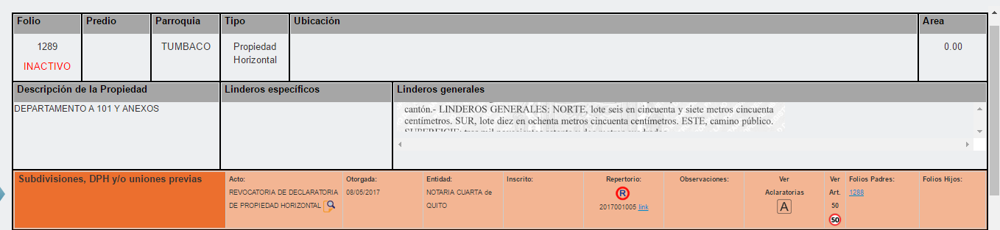 Folio Predio Parroquia Tipo Ubicación Area
1289 TUMBACO Propiedad Horizontal 0.00
INACTIVO
Descripción de la Propiedad Linderos específicos Linderos generales
DEPARTAMENTO A 101 Y ANEXOS
cantón.- LINDEROS GENERALES: NORTE, lote seis en cincuenta y siete metros cincuenta
centímetros. SUR, lote diez en ochenta metros cincuenta centímetros. ESTE, camino público.
Subdivisiones, DPH y/o uniones previas
Acto: Otorgada: Entidad: Inscrito: Repertorio: Observaciones: Ver Aclaratorias Ver Art. 50 Folios Padres: Folios Hijos:
REVOCATORIA DE DECLARATORIA 08/05/2017 NOTARIA CUARTA de R 1288
DE PROPIEDAD HORIZONTAL QUITO 2017001005 link A
50